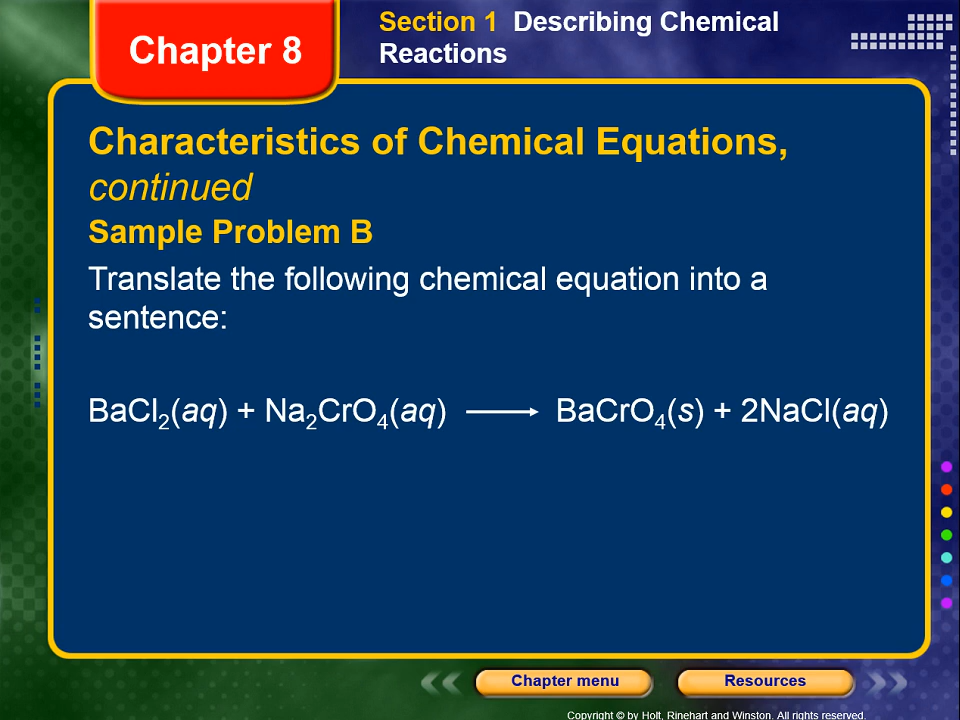 Chapter 8
Section 1 Describing Chemical
Reactions
Characteristics of Chemical Equations,
continued
Sample Problem B
Translate the following chemical equation into a
sentence:
BaCl₂(aq) + Na₂CrO₄(aq) ⟶ BaCrO₄(s) + 2NaCl(aq)
Chapter menu
Resources
Copyright © by Holt, Rinehart and Winston. All rights reserved.